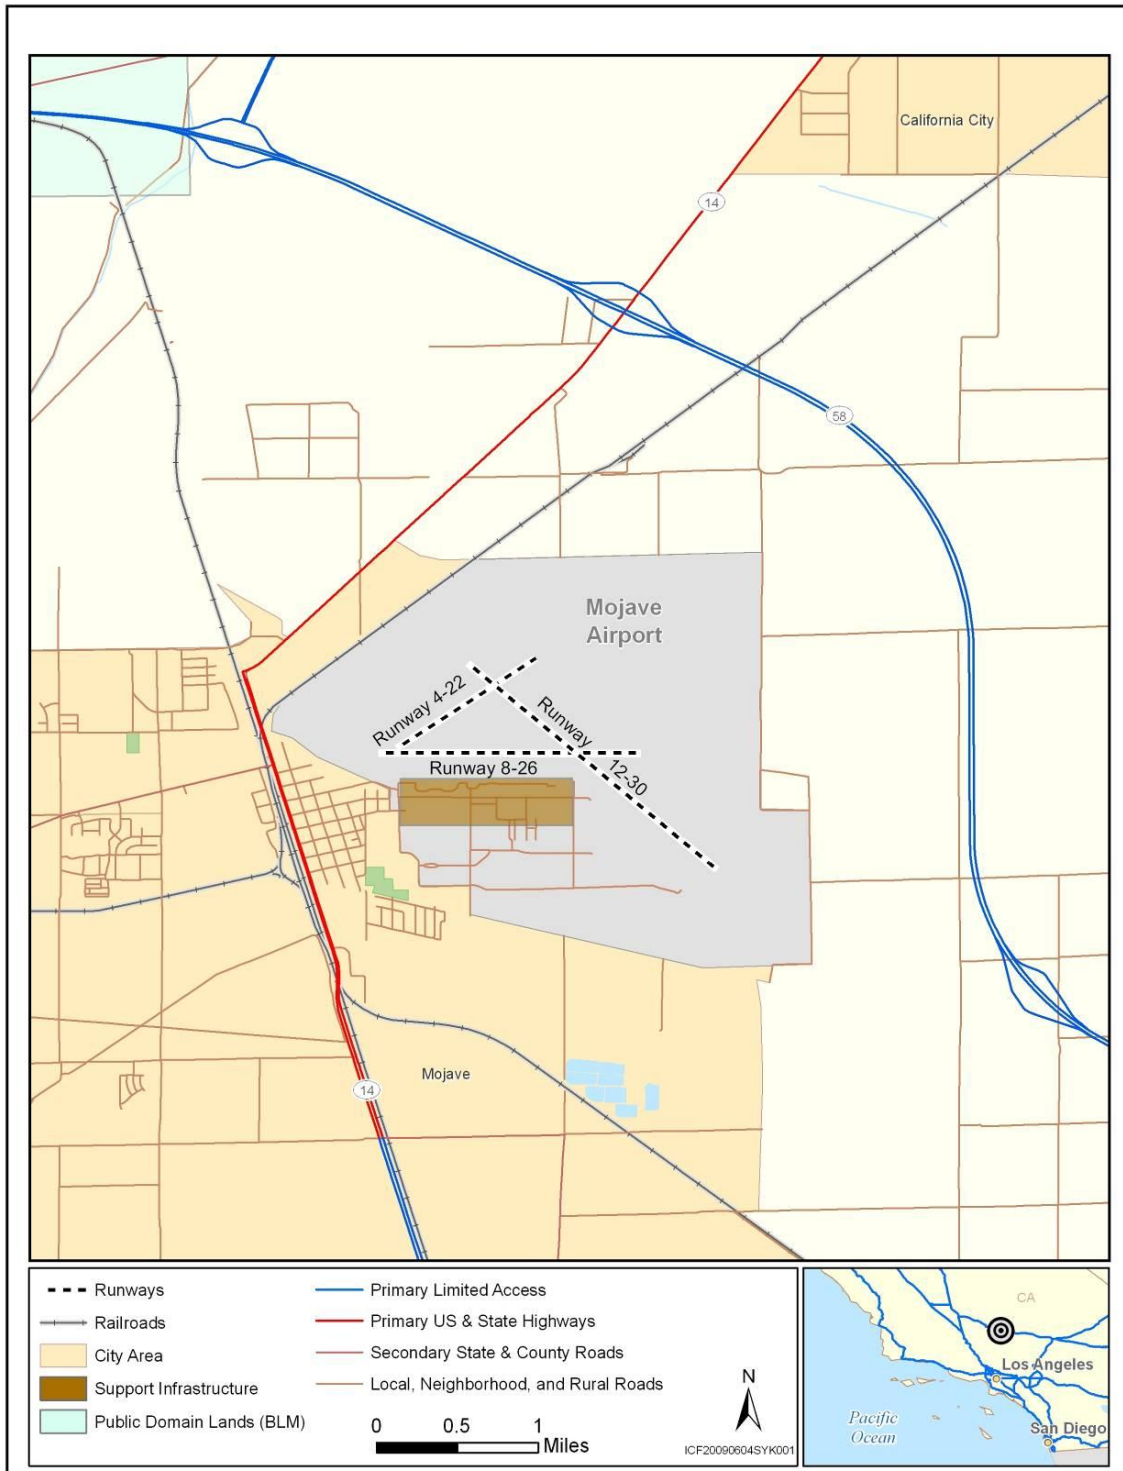 California City
14
58
Mojave
Airport
Runway 4-22
Runway
12-30
Runway 8-26
Mojave
14
Runways
Railroads
City Area
Support Infrastructure
Public Domain Lands (BLM)
Primary Limited Access
Primary US & State Highways
Secondary State & County Roads
Local, Neighborhood, and Rural Roads
0 0.5 1
Miles
N
ICF20090604SYK001
CA
Los Angeles
Pacific
Ocean
San Diego